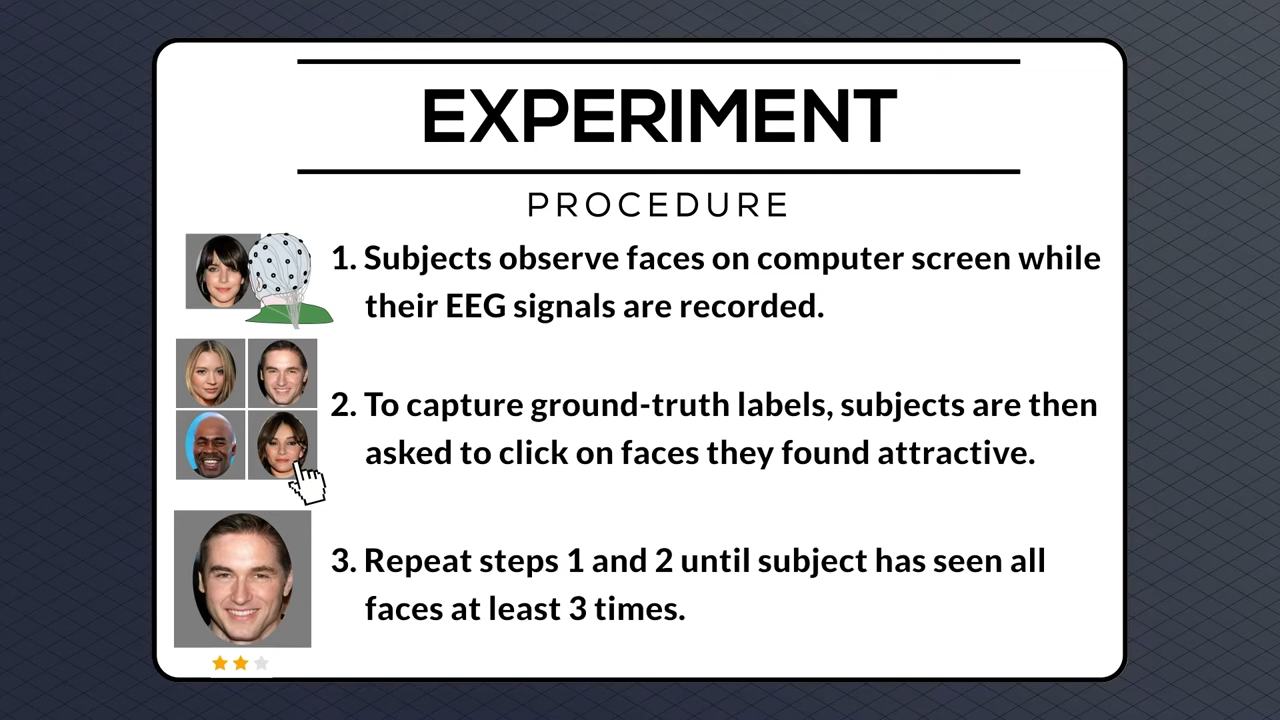 EXPERIMENT
PROCEDURE
1. Subjects observe faces on computer screen while
their EEG signals are recorded.
2. To capture ground-truth labels, subjects are then
asked to click on faces they found attractive.
3. Repeat steps 1 and 2 until subject has seen all
faces at least 3 times.